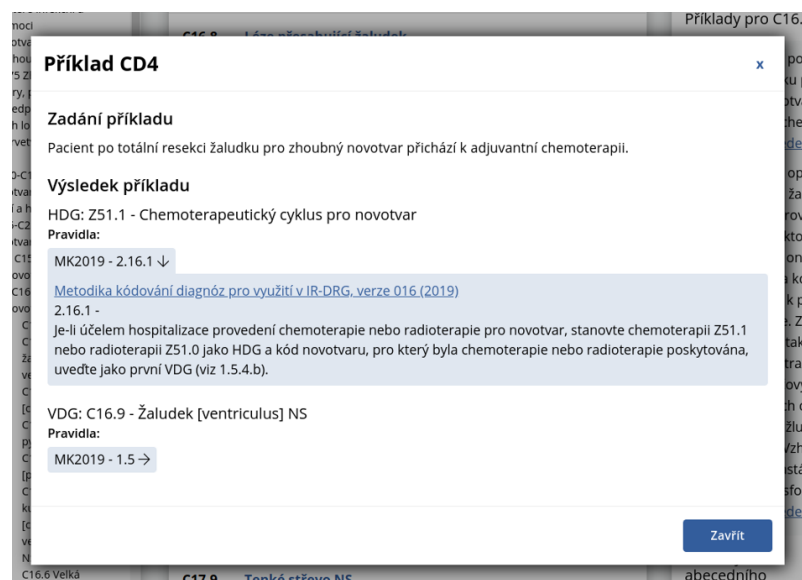 Příklady pro C16.
C16.8 Léze přesahující žaludek
Příklad CD4
x
Zadání příkladu
Pacient po totální resekci žaludku pro zhoubný novotvar přichází k adjuvantní chemoterapii.
Výsledek příkladu
HDG: Z51.1 - Chemoterapeutický cyklus pro novotvar
Pravidla:
MK2019 - 2.16.1 ↓
Metodika kódování diagnóz pro využití v IR-DRG, verze 016 (2019)
2.16.1 -
Je-li účelem hospitalizace provedení chemoterapie nebo radioterapie pro novotvar, stanovte chemoterapii Z51.1
nebo radioterapii Z51.0 jako HDG a kód novotvaru, pro který byla chemoterapie nebo radioterapie poskytována,
uveďte jako první VDG (viz 1.5.4.b).
VDG: C16.9 - Žaludek [ventriculus] NS
Pravidla:
MK2019 - 1.5 →
Zavřít
C16.6 Velká
C17.9 Tenké střevo NS
abecedního